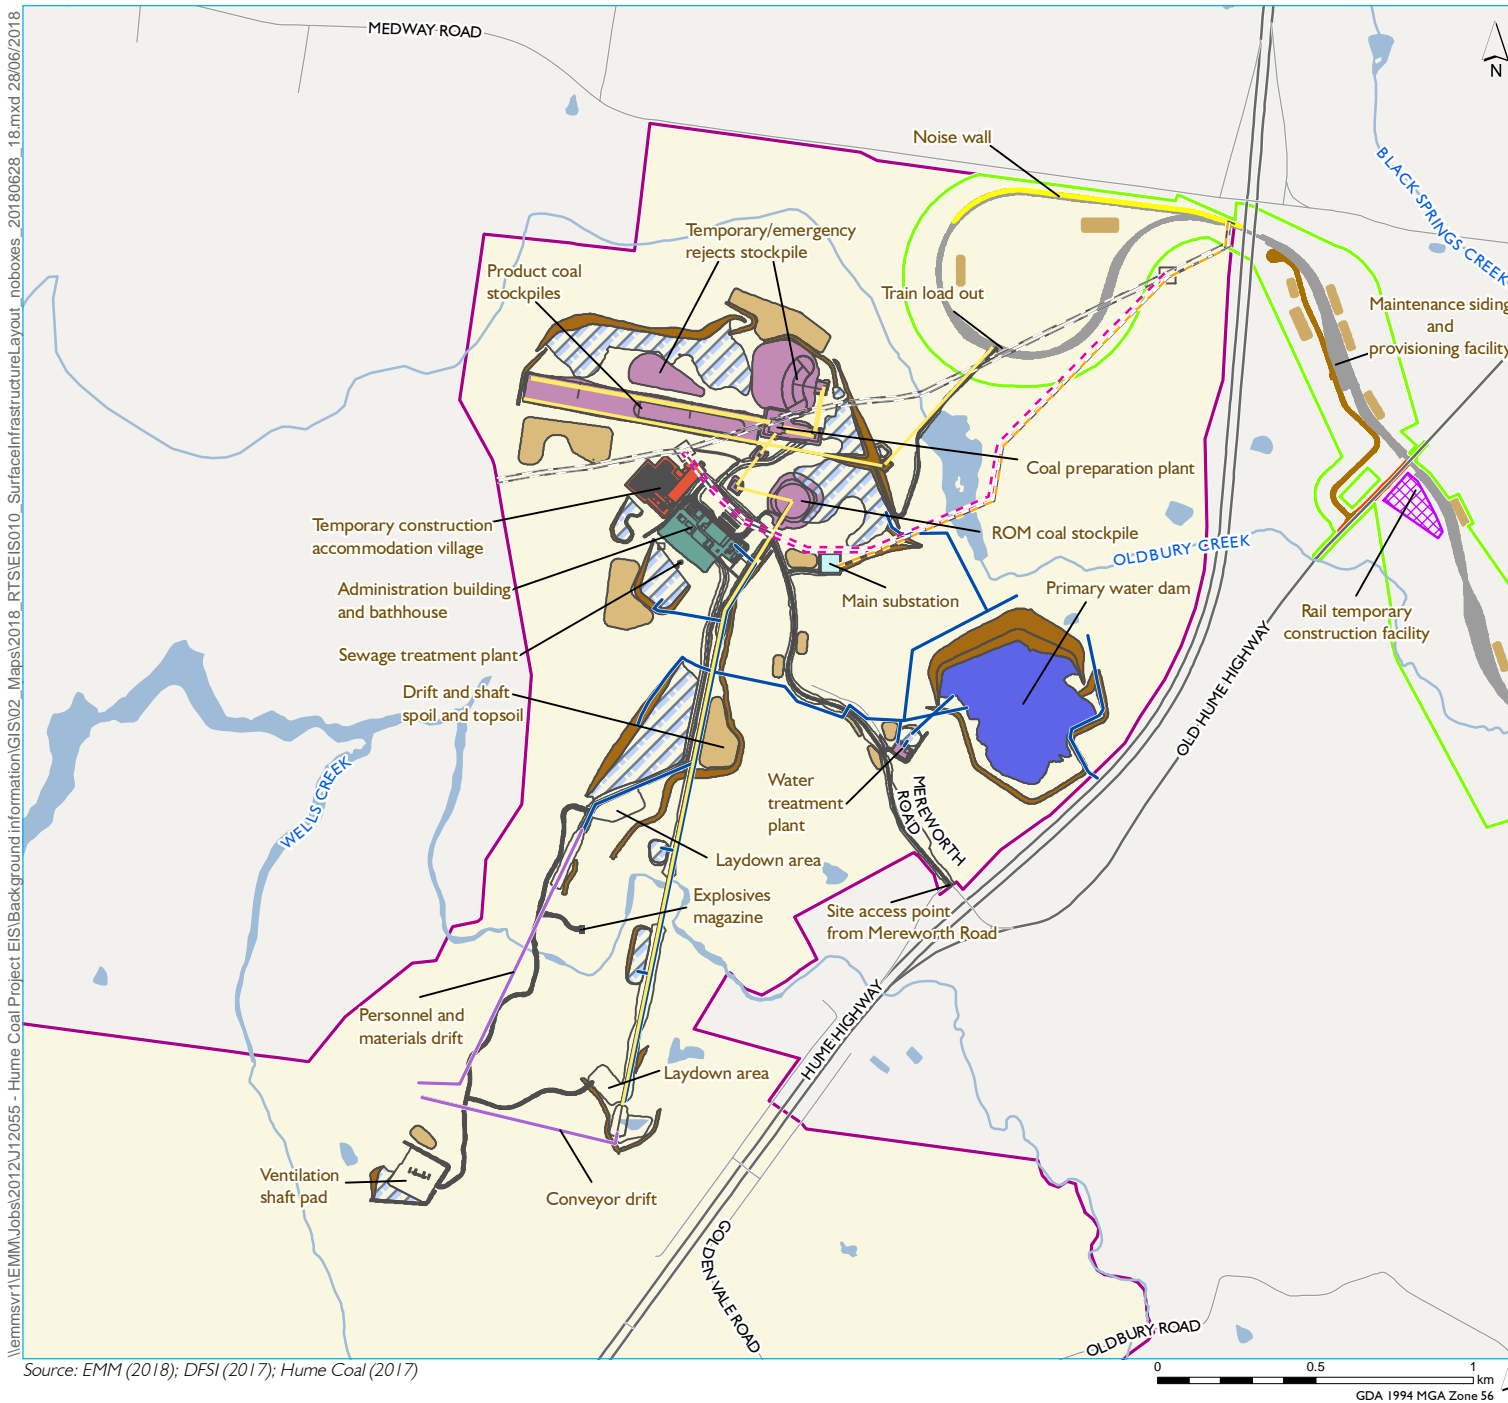 MEDWAY ROAD
N
Noise wall
BLACK SPRINGS CREEK
Temporary/emergency
rejects stockpile
Product coal
stockpiles
Train load out
Maintenance siding
and
provisioning facility
Coal preparation plant
Temporary construction
accommodation village
ROM coal stockpile
OLDBURY CREEK
Administration building
and bathhouse
Main substation
Primary water dam
Rail temporary
construction facility
Sewage treatment plant
Drift and shaft
spoil and topsoil
OLD HUME HIGHWAY
WELLS CREEK
Water
treatment
plant
MEREWORTH
ROAD
Laydown area
Explosives
magazine
Site access point
from Mereworth Road
Personnel and
materials drift
HUME HIGHWAY
Laydown area
Ventilation
shaft pad
Conveyor drift
GOLDEN VALE ROAD
OLDBURY ROAD
\\emmsvr1\EMM\Jobs\2012\J12055 - Hume Coal Project EIS\Background information\GIS\02_Maps\2018_RTS\EIS010_SurfaceInfrastructureLayout_noboxes_20180628_18.mxd 28/06/2018
Source: EMM (2018); DFSI (2017); Hume Coal (2017)
0 0.5 1
km
GDA 1994 MGA Zone 56